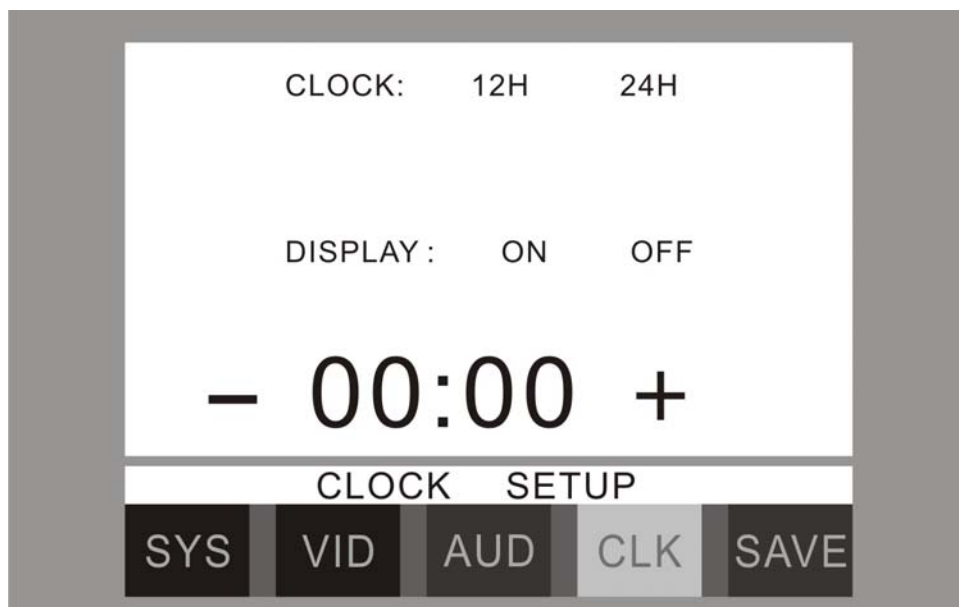 CLOCK: 12H 24H
DISPLAY : ON OFF
– 00:00 +
CLOCK SETUP
SYS VID AUD CLK SAVE